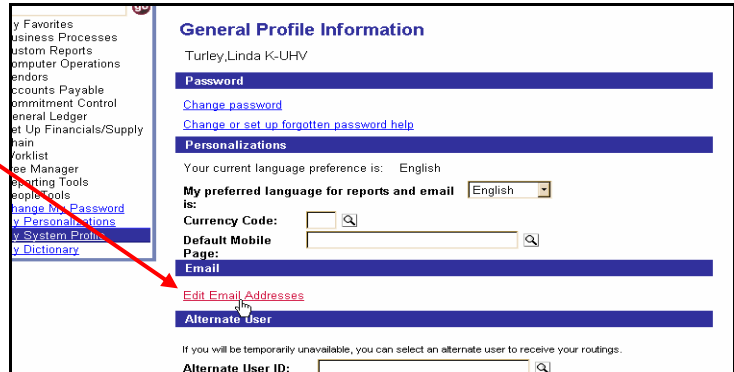 go
y Favorites
usiness Processes
ustom Reports
omputer Operations
endors
ccounts Payable
ommitment Control
eneral Ledger
et Up Financials/Supply
hain
orklist
ree Manager
eporting Tools
eopleTools
hange My Password
y Personalizations
y System Profile
y Dictionary
General Profile Information
Turley,Linda K-UHV
Password
Change password
Change or set up forgotten password help
Personalizations
Your current language preference is: English
My preferred language for reports and email English
is:
Currency Code:
Default Mobile
Page:
Email
Edit Email Addresses
Alternate User
If you will be temporarily unavailable, you can select an alternate user to receive your routings.
Alternate User ID: